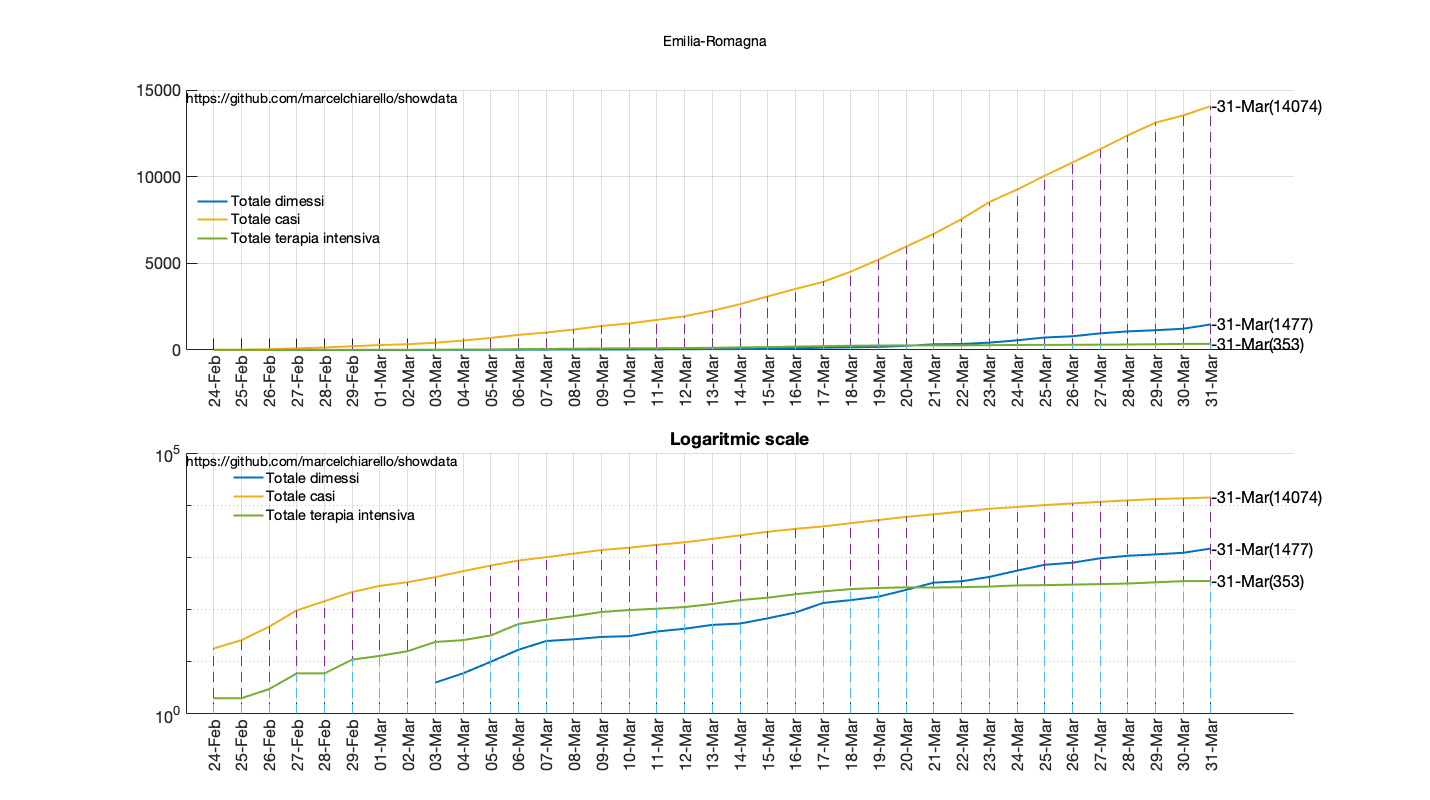 Emilia-Romagna
15000
https://github.com/marcelchiarello/showdata
-31-Mar(14074)
10000
Totale dimessi
Totale casi
Totale terapia intensiva
5000
-31-Mar(1477)
-31-Mar(353)
0
24-Feb 25-Feb 26-Feb 27-Feb 28-Feb 29-Feb 01-Mar 02-Mar 03-Mar 04-Mar 05-Mar 06-Mar 07-Mar 08-Mar 09-Mar 10-Mar 11-Mar 12-Mar 13-Mar 14-Mar 15-Mar 16-Mar 17-Mar 18-Mar 19-Mar 20-Mar 21-Mar 22-Mar 23-Mar 24-Mar 25-Mar 26-Mar 27-Mar 28-Mar 29-Mar 30-Mar 31-Mar
Logaritmic scale
10^5
https://github.com/marcelchiarello/showdata
Totale dimessi
Totale casi
Totale terapia intensiva
-31-Mar(14074)
-31-Mar(1477)
-31-Mar(353)
10^0
24-Feb 25-Feb 26-Feb 27-Feb 28-Feb 29-Feb 01-Mar 02-Mar 03-Mar 04-Mar 05-Mar 06-Mar 07-Mar 08-Mar 09-Mar 10-Mar 11-Mar 12-Mar 13-Mar 14-Mar 15-Mar 16-Mar 17-Mar 18-Mar 19-Mar 20-Mar 21-Mar 22-Mar 23-Mar 24-Mar 25-Mar 26-Mar 27-Mar 28-Mar 29-Mar 30-Mar 31-Mar